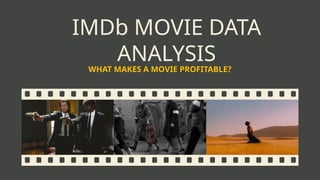 IMDb MOVIE DATA
ANALYSIS
WHAT MAKES A MOVIE PROFITABLE?